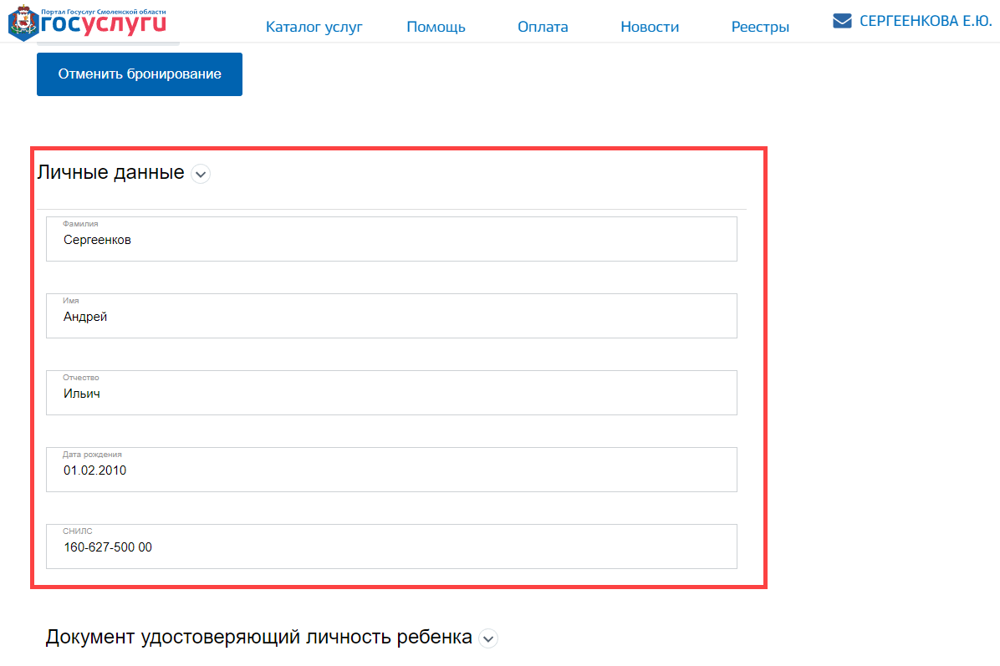 Портал Госуслуг Смоленской области
госуслуги
Каталог услуг
Помощь
Оплата
Новости
Реестры
СЕРГЕЕНКОВА Е.Ю.
Отменить бронирование
Личные данные
Фамилия
Сергеенков
Имя
Андрей
Отчество
Ильич
Дата рождения
01.02.2010
СНИЛС
160-627-500 00
Документ удостоверяющий личность ребенка